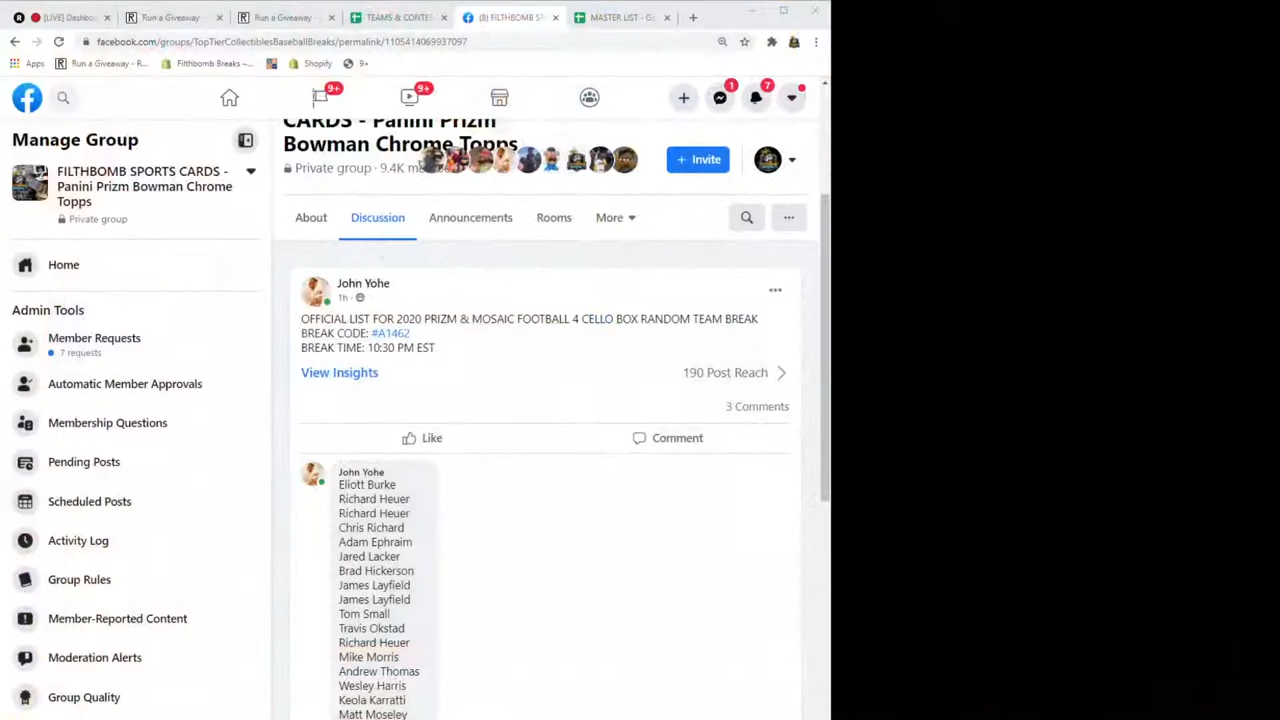 [LIVE] Dashbo
Run a Giveaway -
Run a Giveaway -
TEAMS & CONTES
(8) FILTHBOMB SP
MASTER LIST - Go
facebook.com/groups/TopTierCollectiblesBaseballBreaks/permalink/1105414069937097
Apps
Run a Giveaway - R...
Filthbomb Breaks ~...
Shopify
9+
9+
9+
1
7
Manage Group
FILTHBOMB SPORTS CARDS -
Panini Prizm Bowman Chrome
Topps
Private group
Home
Admin Tools
Member Requests
7 requests
Automatic Member Approvals
Membership Questions
Pending Posts
Scheduled Posts
Activity Log
Group Rules
Member-Reported Content
Moderation Alerts
Group Quality
CARDS - Panini Prizm
Bowman Chrome Topps
Private group · 9.4K
+ Invite
About
Discussion
Announcements
Rooms
More
John Yohe
1h ·
OFFICIAL LIST FOR 2020 PRIZM & MOSAIC FOOTBALL 4 CELLO BOX RANDOM TEAM BREAK
BREAK CODE: #A1462
BREAK TIME: 10:30 PM EST
View Insights
190 Post Reach
3 Comments
Like
Comment
John Yohe
Eliott Burke
Richard Heuer
Richard Heuer
Chris Richard
Adam Ephraim
Jared Lacker
Brad Hickerson
James Layfield
James Layfield
Tom Small
Travis Okstad
Richard Heuer
Mike Morris
Andrew Thomas
Wesley Harris
Keola Karratti
Matt Moseley